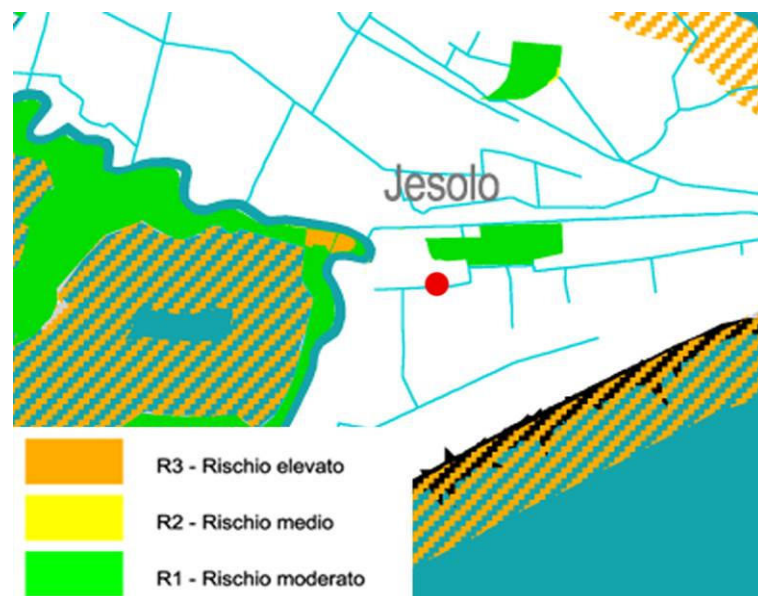 Jesolo
R3 - Rischio elevato
R2 - Rischio medio
R1 - Rischio moderato